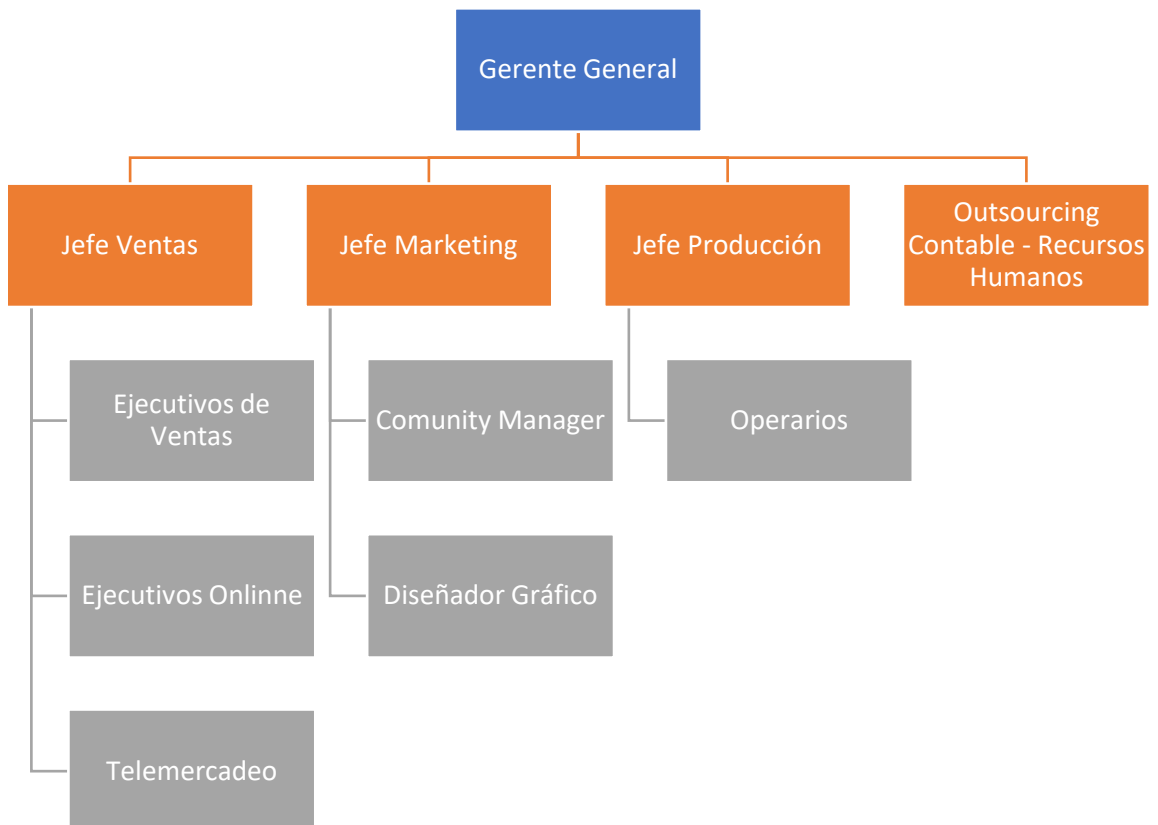 Gerente General
Jefe Ventas
Jefe Marketing
Jefe Producción
Outsourcing
Contable - Recursos
Humanos
Ejecutivos de
Ventas
Comunity Manager
Operarios
Ejecutivos Onlinne
Diseñador Gráfico
Telemercadeo